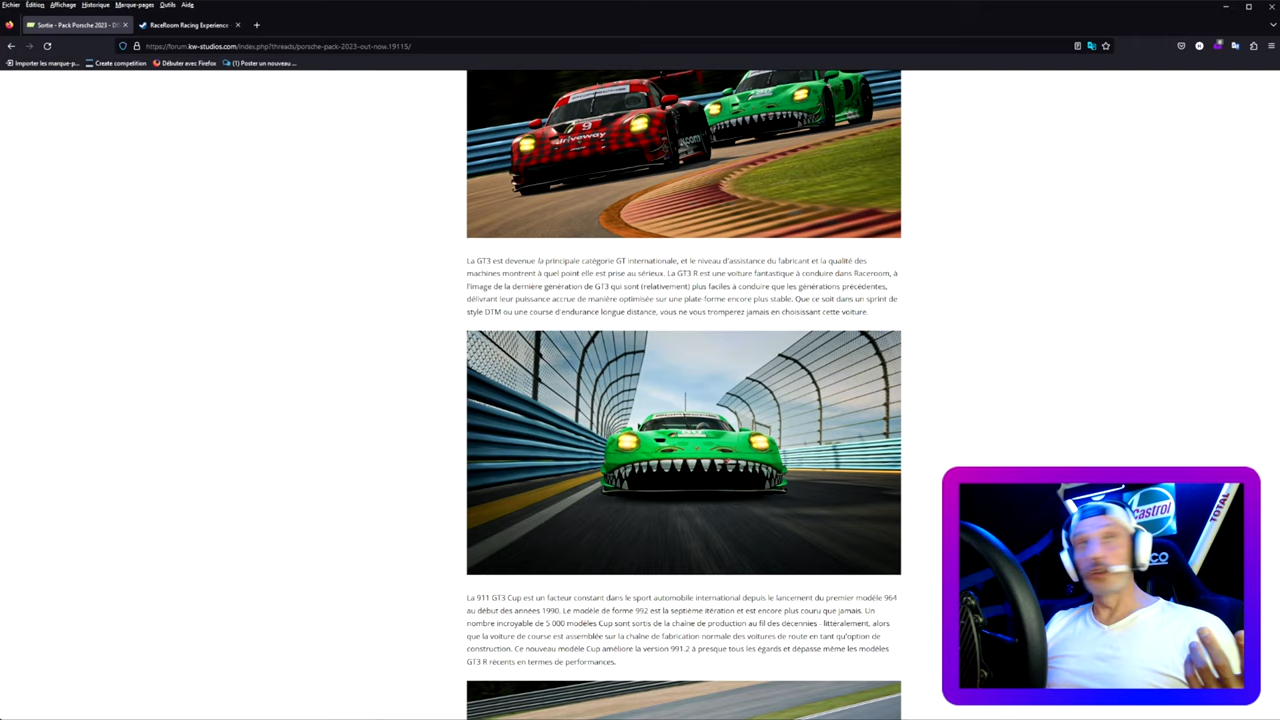 Fichier Édition Affichage Historique Marque-pages Outils Aide
Sortie - Pack Porsche 2023 - D
RaceRoom Racing Experience
https://forum.kw-studios.com/index.php?threads/porsche-pack-2023-out-now.19115/
Importer les marque-p... Create competition Débuter avec Firefox (1) Poster un nouveau ...
9
driveway
La GT3 est devenue la principale catégorie GT internationale, et le niveau d'assistance du fabricant et la qualité des
machines montrent à quel point elle est prise au sérieux. La GT3 R est une voiture fantastique à conduire dans Raceroom, à
l'image de la dernière génération de GT3 qui sont (relativement) plus faciles à conduire que les générations précédentes,
délivrant leur puissance accrue de manière optimisée sur une plate-forme encore plus stable. Que ce soit dans un sprint de
style DTM ou une course d'endurance longue distance, vous ne vous tromperez jamais en choisissant cette voiture.
Castrol
TOTAL
La 911 GT3 Cup est un facteur constant dans le sport automobile international depuis le lancement du premier modèle 964
au début des années 1990. Le modèle de forme 992 est la septième itération et est encore plus couru que jamais. Un
nombre incroyable de 5 000 modèles Cup sont sortis de la chaîne de production au fil des décennies - littéralement, alors
que la voiture de course est assemblée sur la chaîne de fabrication normale des voitures de route en tant qu'option de
construction. Ce nouveau modèle Cup améliore la version 991.2 à presque tous les égards et dépasse même les modèles
GT3 R récents en termes de performances.